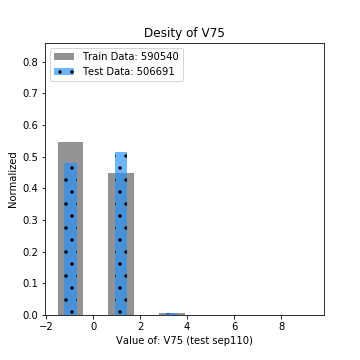 Desity of V75
Train Data: 590540
Test Data: 506691
Normalized
0.8
0.7
0.6
0.5
0.4
0.3
0.2
0.1
0.0
−2 0 2 4 6 8
Value of: V75 (test sep110)